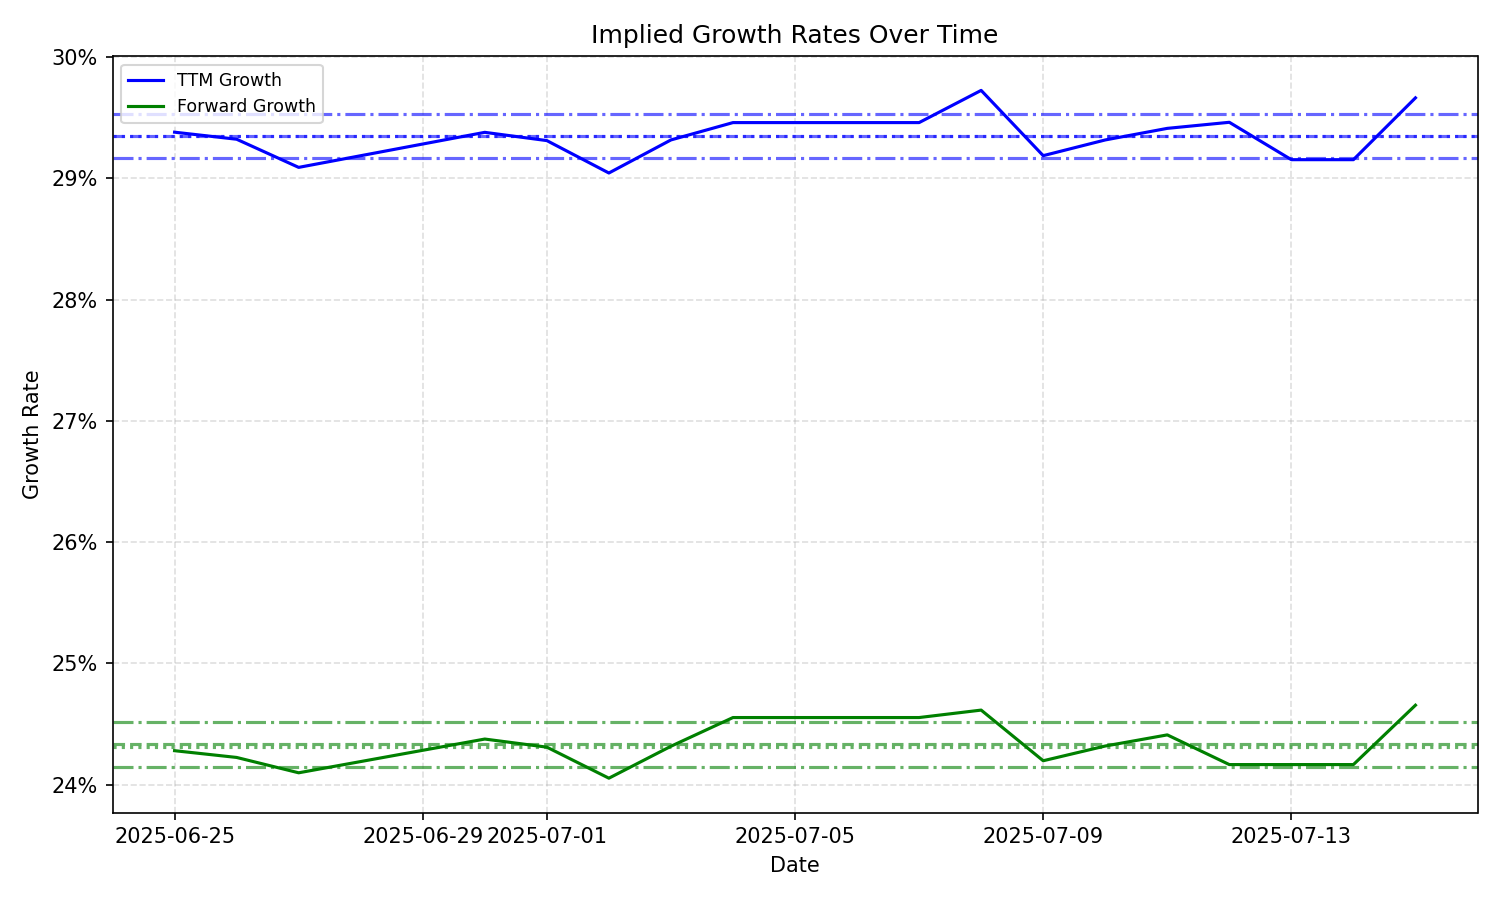 Implied Growth Rates Over Time
TTM Growth
Forward Growth
30%
29%
28%
27%
26%
25%
24%
Growth Rate
2025-06-25
2025-06-29
2025-07-01
2025-07-05
2025-07-09
2025-07-13
Date